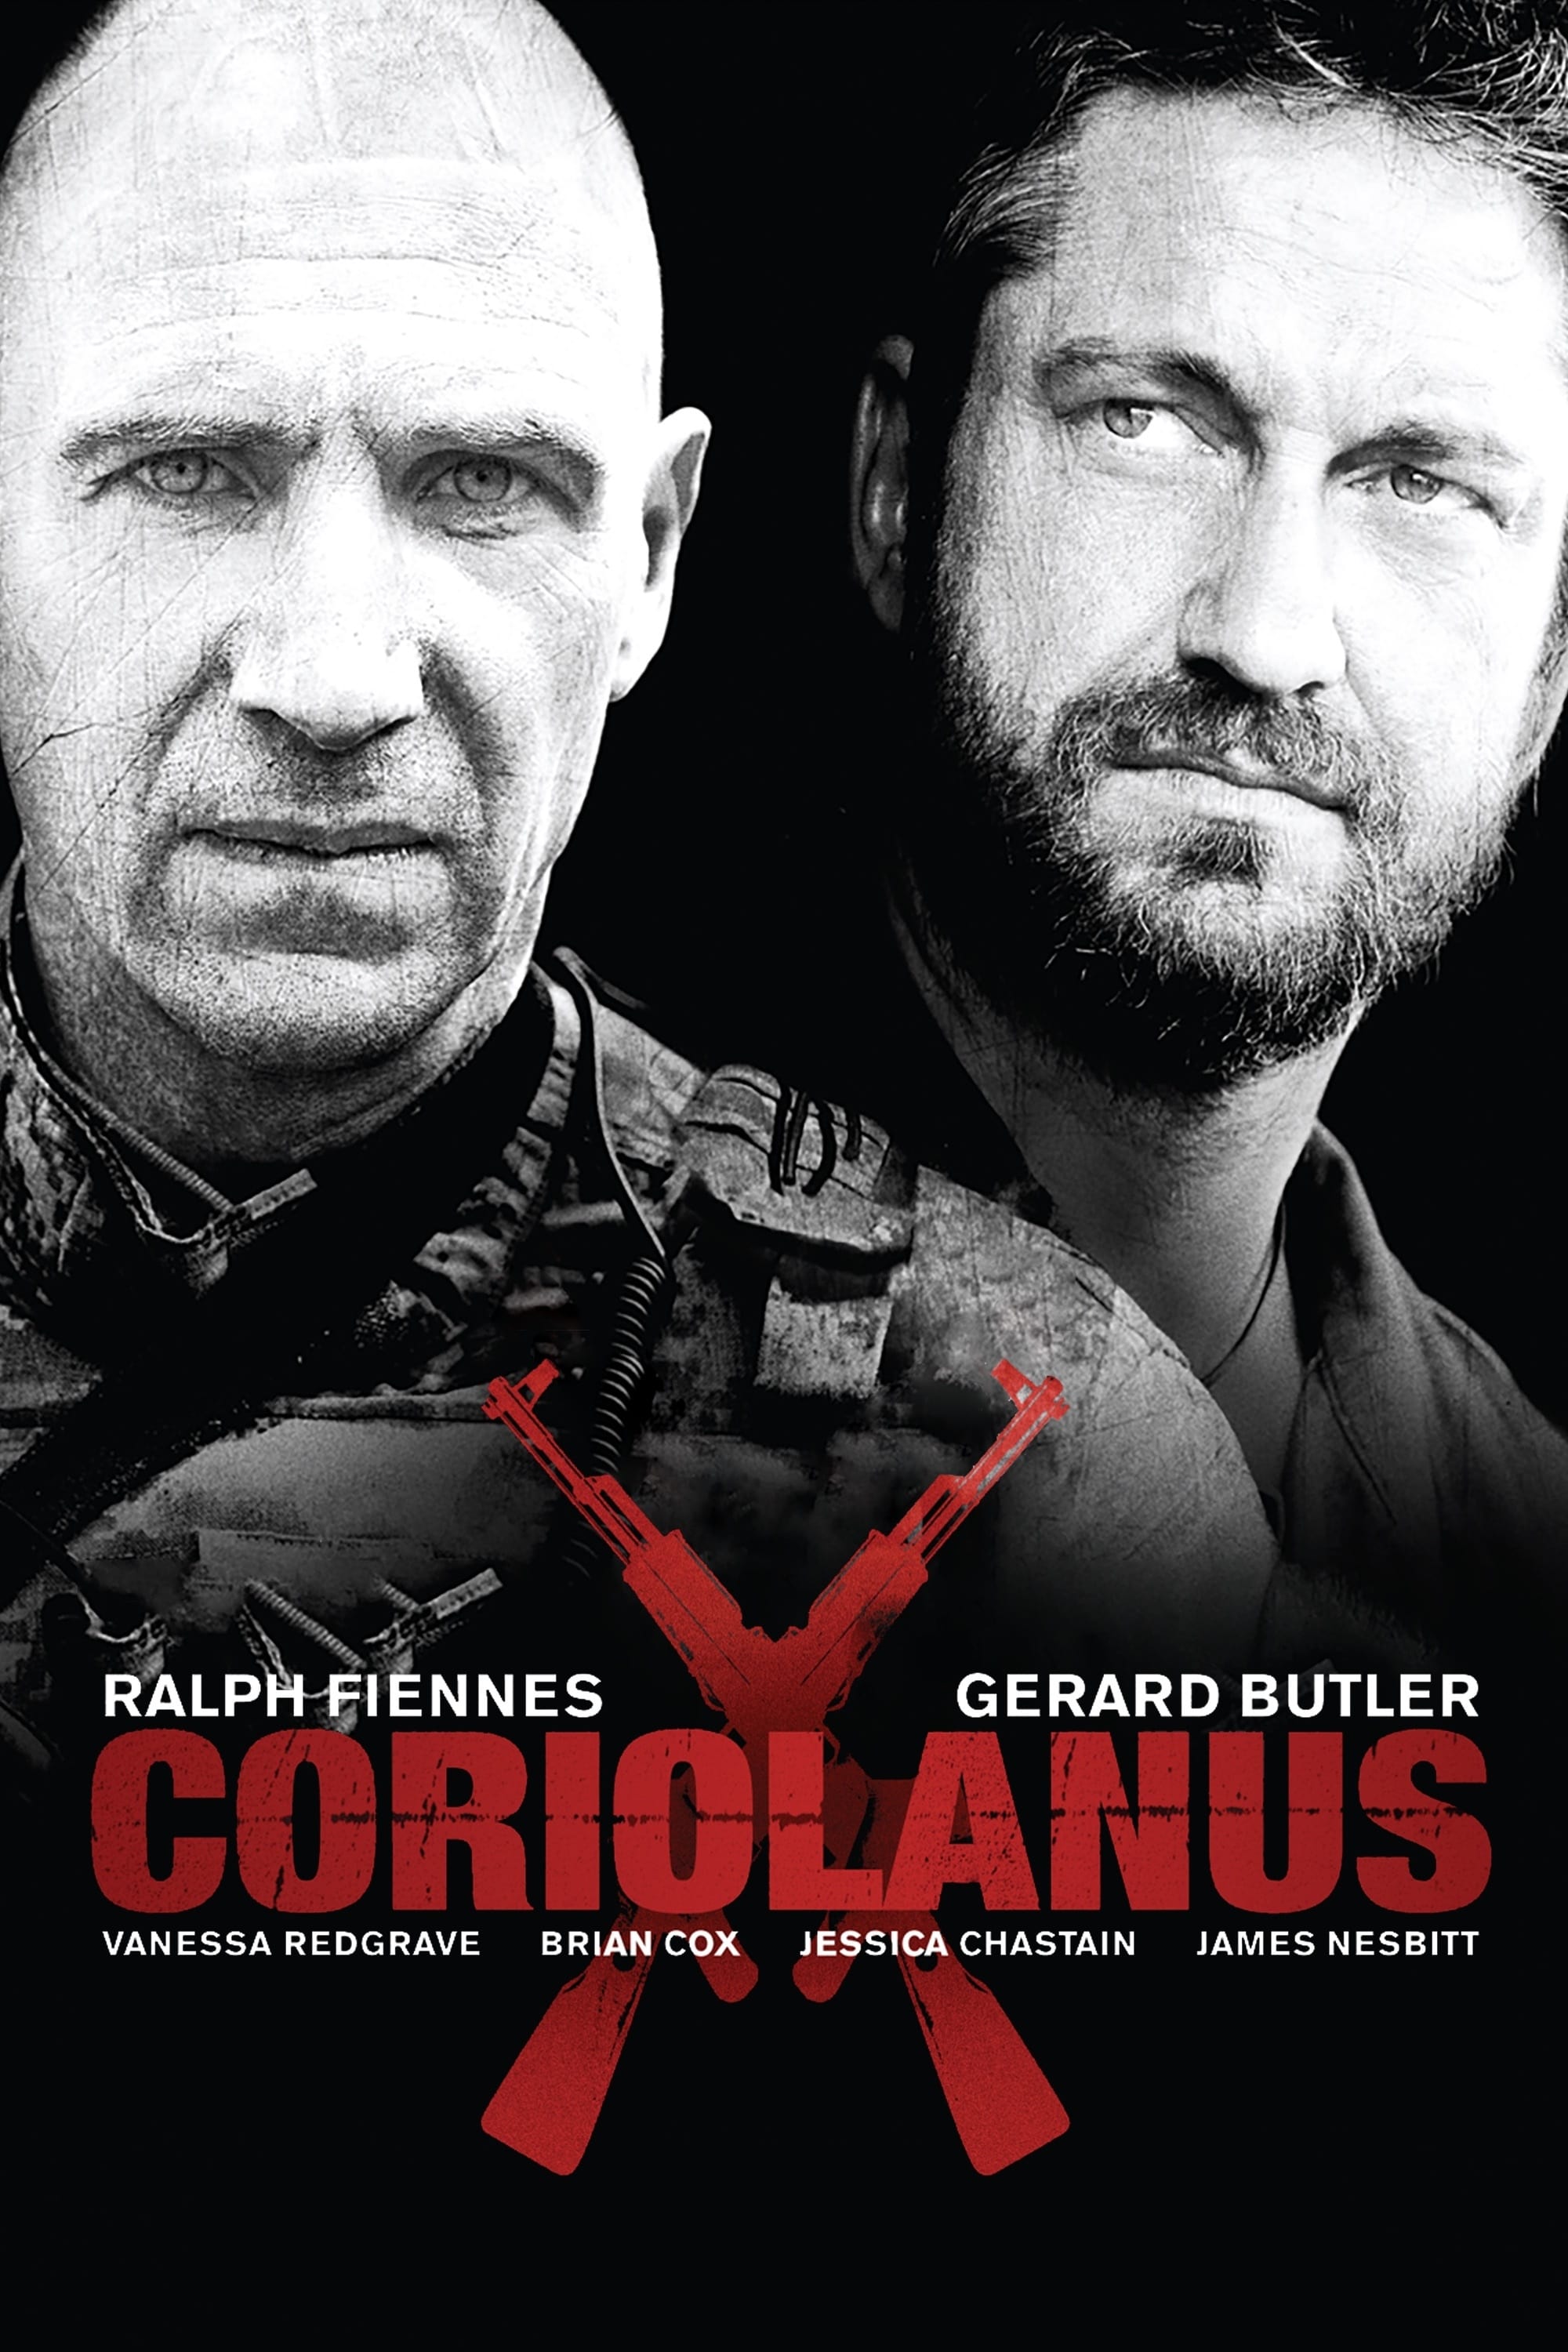 RALPH FIENNES GERARD BUTLER
CORIOLANUS
VANESSA REDGRAVE BRIAN COX JESSICA CHASTAIN JAMES NESBITT